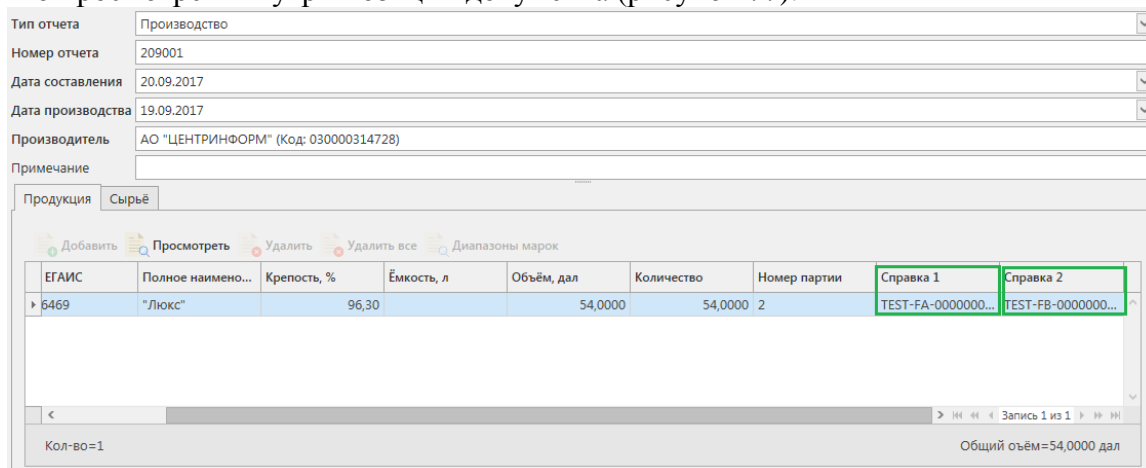 Тип отчета Производство
Номер отчета 209001
Дата составления 20.09.2017
Дата производства 19.09.2017
Производитель АО "ЦЕНТРИНФОРМ" (Код: 030000314728)
Примечание
Продукция Сырьё
Добавить Просмотреть Удалить Удалить все Диапазоны марок
ЕГАИС Полное наимено... Крепость, % Ёмкость, л Объём, дал Количество Номер партии Справка 1 Справка 2
6469 "Люкс" 96,30 54,0000 54,0000 2 TEST-FA-0000000... TEST-FB-0000000...
Запись 1 из 1
Кол-во=1 Общий оъём=54,0000 дал